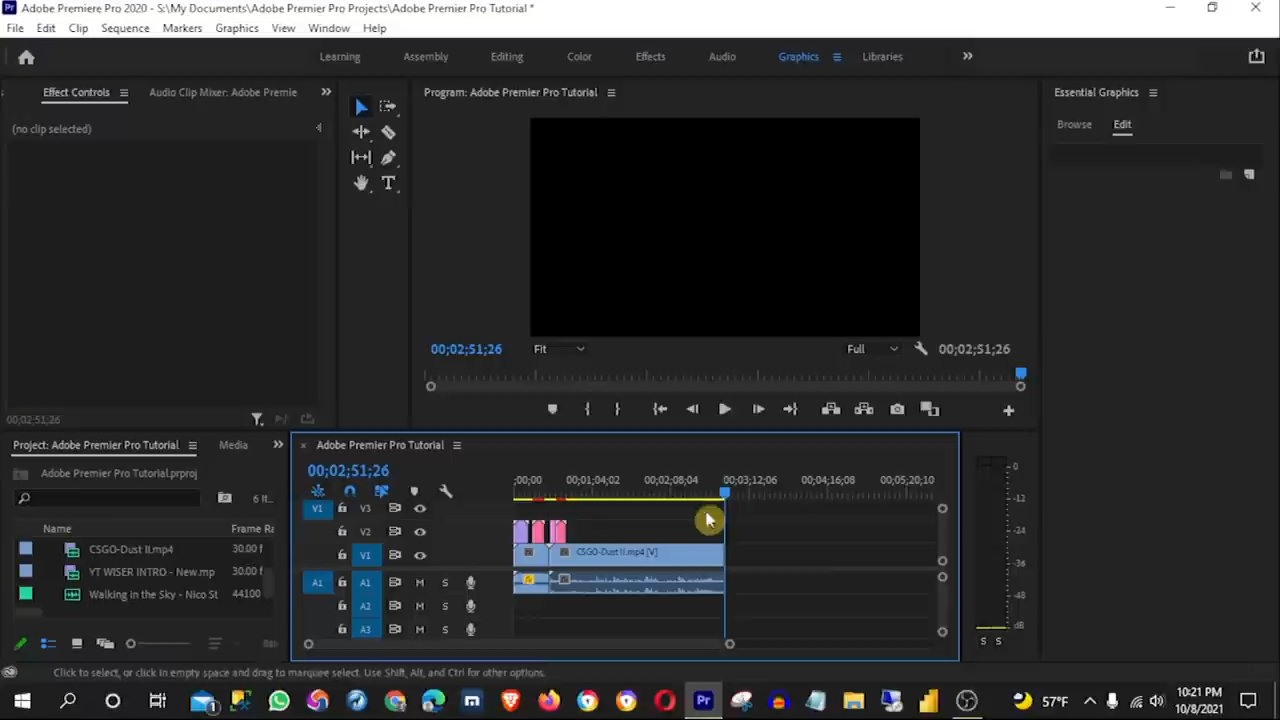 Adobe Premiere Pro 2020 - S:\My Documents\Adobe Premier Pro Projects\Adobe Premier Pro Tutorial *
File Edit Clip Sequence Markers Graphics View Window Help
Learning Assembly Editing Color Effects Audio Graphics Libraries
Effect Controls Audio Clip Mixer: Adobe Premie
Program: Adobe Premier Pro Tutorial
Essential Graphics
(no clip selected)
Browse Edit
00;02;51;26 Fit Full 00;02;51;26
00;02;51;26
Project: Adobe Premier Pro Tutorial Media
Adobe Premier Pro Tutorial
Adobe Premier Pro Tutorial.prproj
00;02;51;26
;00;00 00;01;04;02 00;02;08;04 00;03;12;06 00;04;16;08 00;05;20;10
6 Ite
Name Frame Ra
CSGO-Dust II.mp4 30.00 f
YT WISER INTRO - New.mp 30.00 f
Walking in the Sky - Nico St 44100
V1 V3
V2
V1 CSGO-Dust II.mp4 [V]
A1 A1 M S
A2 M S
A3 M S
0
-12
-24
-36
-48
dB
S S
Click to select, or click in empty space and drag to marquee select. Use Shift, Alt, and Ctrl for other options.
Pr
57°F
10:21 PM
10/8/2021